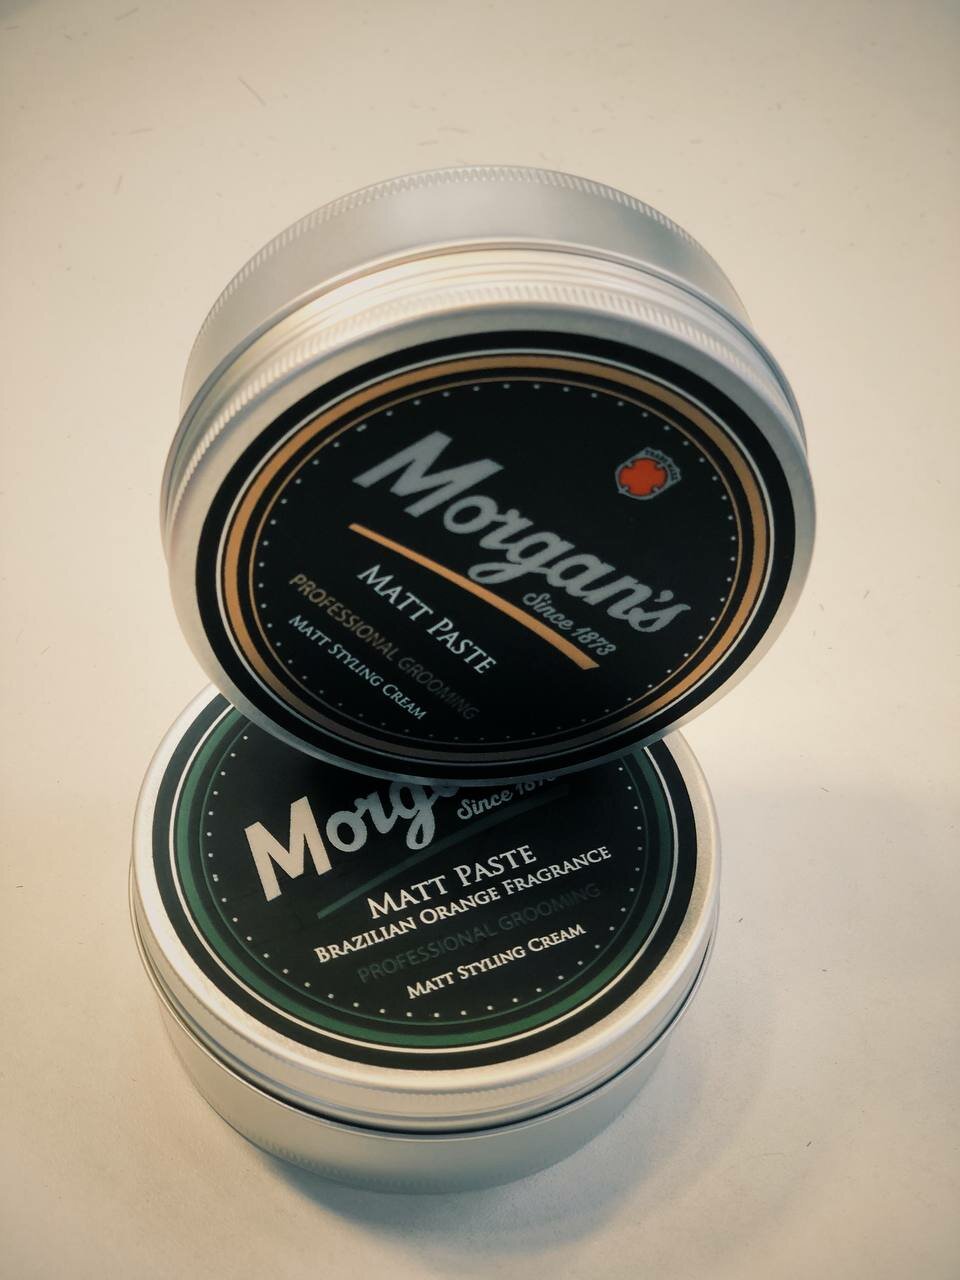 Morgan's
Since 1873
MATT PASTE
PROFESSIONAL GROOMING
MATT STYLING CREAM
Since
MATT PASTE
BRAZILIAN ORANGE FRAGRANCE
PROFESSIONAL GROOMING
MATT STYLING CREAM